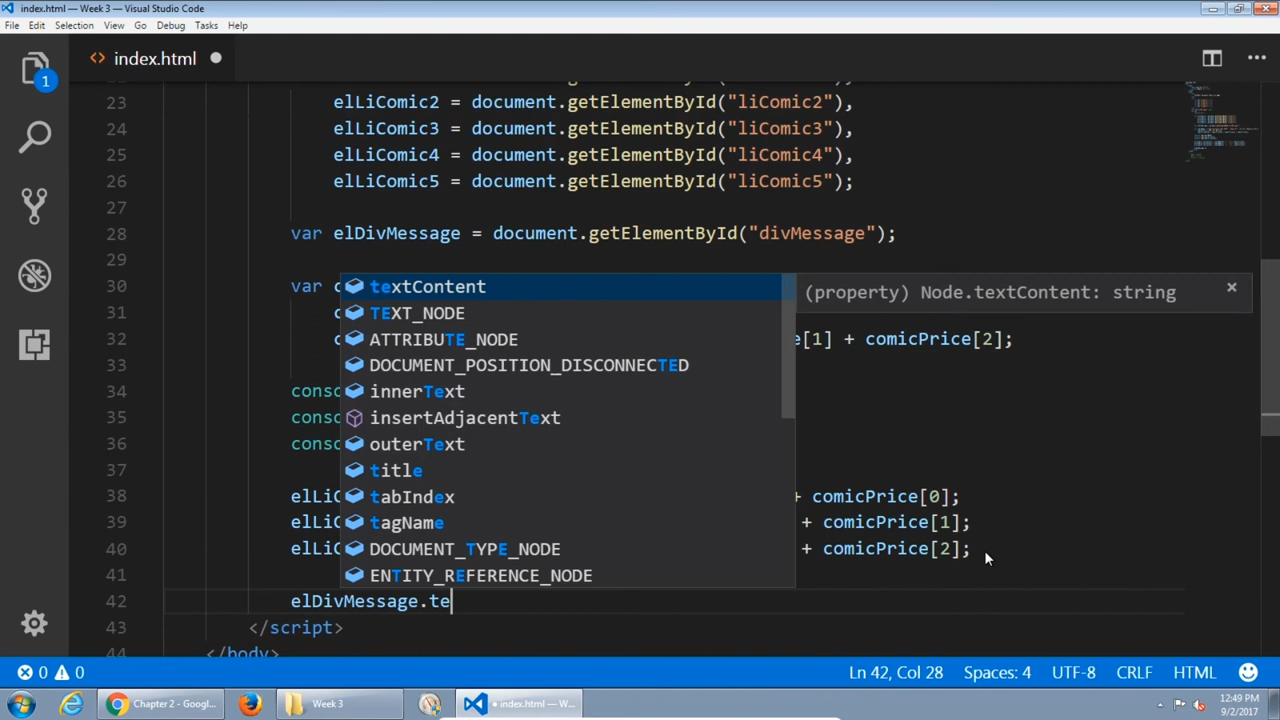 index.html — Week 3 — Visual Studio Code
File Edit Selection View Go Debug Tasks Help
<> index.html
1
23 elLiComic2 = document.getElementById("liComic2"),
24 elLiComic3 = document.getElementById("liComic3"),
25 elLiComic4 = document.getElementById("liComic4"),
26 elLiComic5 = document.getElementById("liComic5");
27
28 var elDivMessage = document.getElementById("divMessage");
29
textContent
(property) Node.textContent: string
30 var c
TEXT_NODE
31
ATTRIBUTE_NODE
32 [1] + comicPrice[2];
DOCUMENT_POSITION_DISCONNECTED
33
innerText
34 conso
insertAdjacentText
35 conso
outerText
36 conso
title
37
tabIndex
38 elLiC + comicPrice[0];
tagName
39 elLiC + comicPrice[1];
DOCUMENT_TYPE_NODE
40 elLiC + comicPrice[2];
ENTITY_REFERENCE_NODE
41
42 elDivMessage.te
43 </script>
44 </body>
0 0 Ln 42, Col 28 Spaces: 4 UTF-8 CRLF HTML
Chapter 2 - Googl... Week 3 • index.html — W... 12:49 PM
9/2/2017